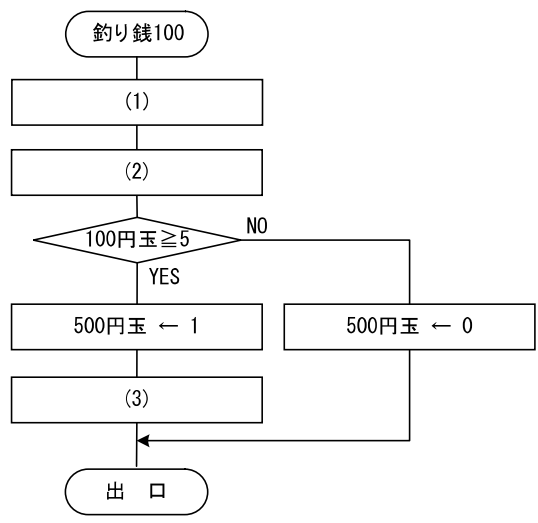 釣り銭100
(1)
(2)
100円玉≧5
NO
YES
500円玉 ← 1
500円玉 ← 0
(3)
出 口